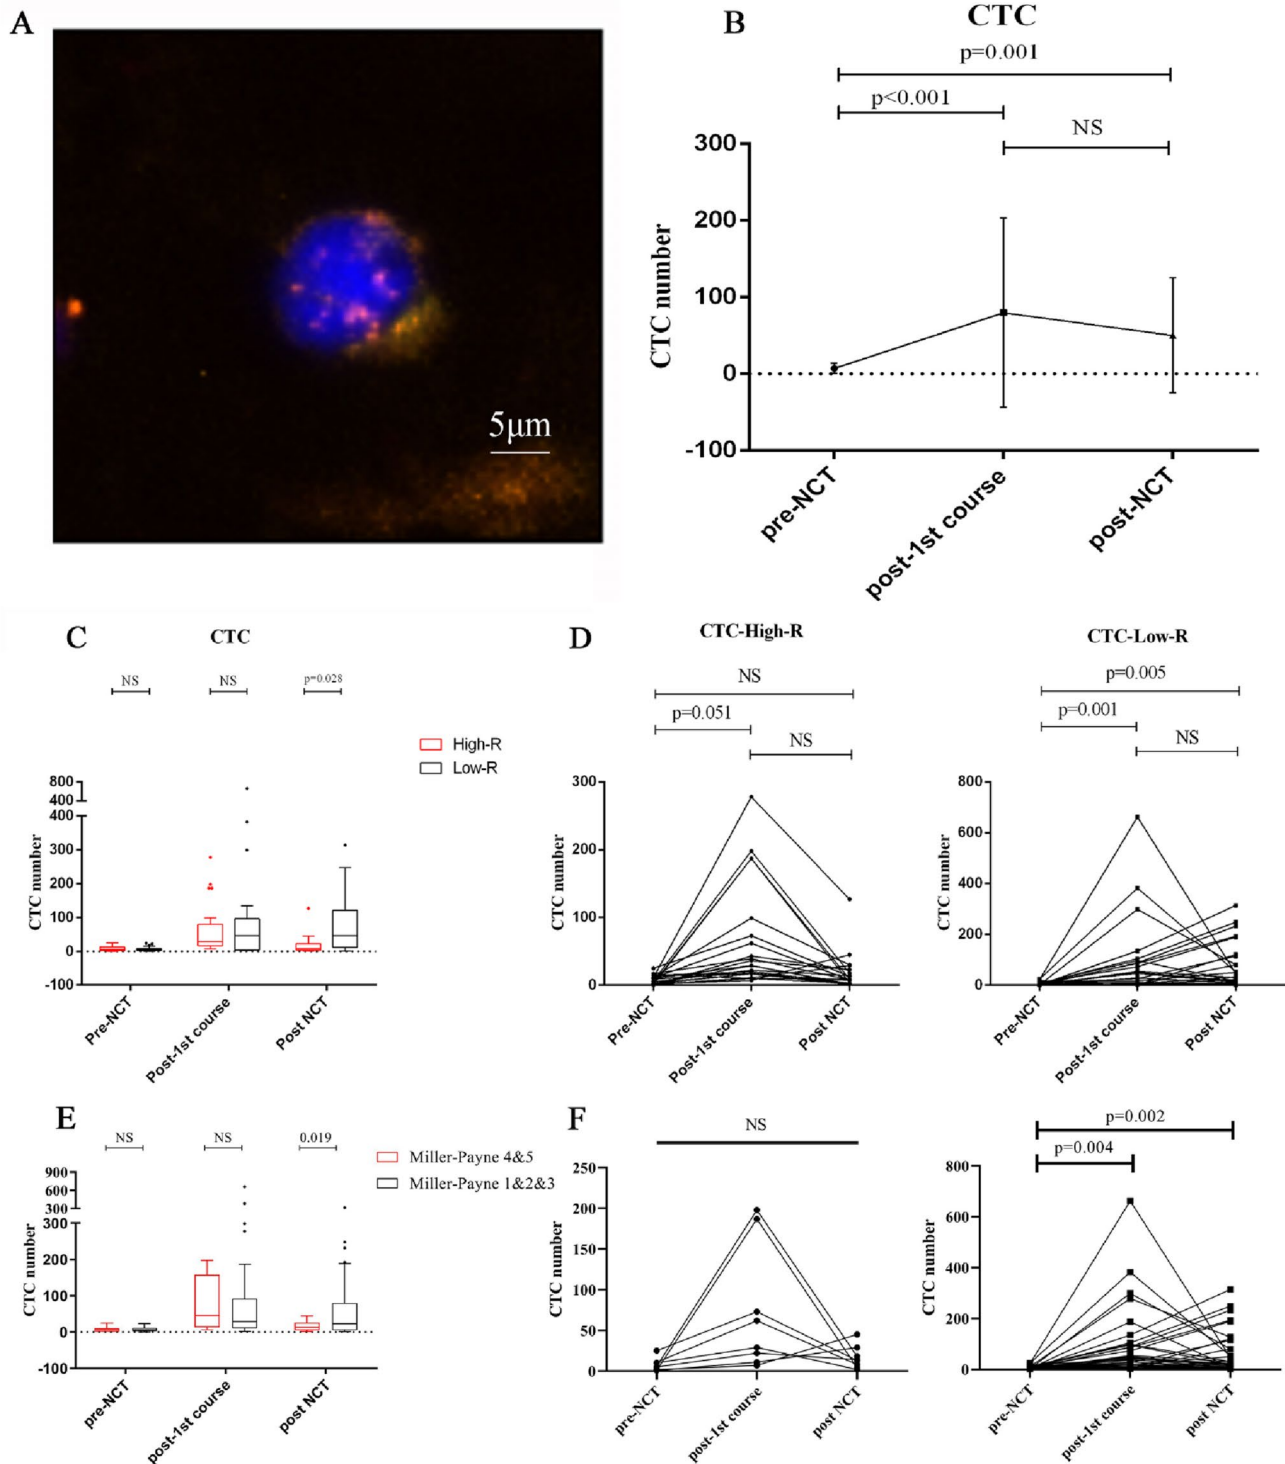 A
5μm
B
CTC
p=0.001
p<0.001
NS
300
200
100
0
-100
CTC number
pre-NCT
post-1st course
post-NCT
C
CTC
NS
NS
p=0.028
High-R
Low-R
800
400
400
300
200
100
0
-100
CTC number
Pre-NCT
Post-1st course
Post NCT
D
CTC-High-R
NS
p=0.051
NS
300
200
100
0
CTC number
Pre-NCT
Post-1st course
Post NCT
CTC-Low-R
p=0.005
p=0.001
NS
800
600
400
200
0
CTC number
Pre-NCT
Post-1st course
Post NCT
E
NS
NS
0.019
Miller-Payne 4&5
Miller-Payne 1&2&3
900
600
300
300
200
100
0
-100
CTC number
pre-NCT
post-1st course
post NCT
F
NS
250
200
150
100
50
0
CTC number
pre-NCT
post-1st course
post NCT
p=0.002
p=0.004
800
600
400
200
0
CTC number
pre-NCT
post-1st course
post NCT